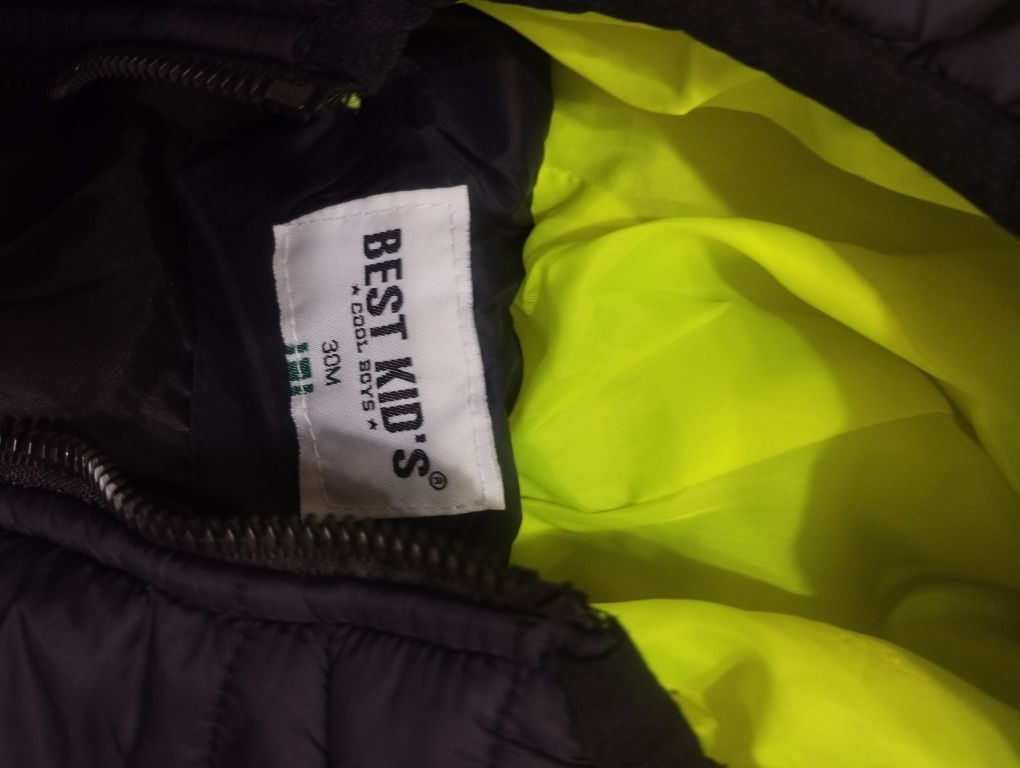 BEST KID'S®
★ COOL BOYS ★
30M